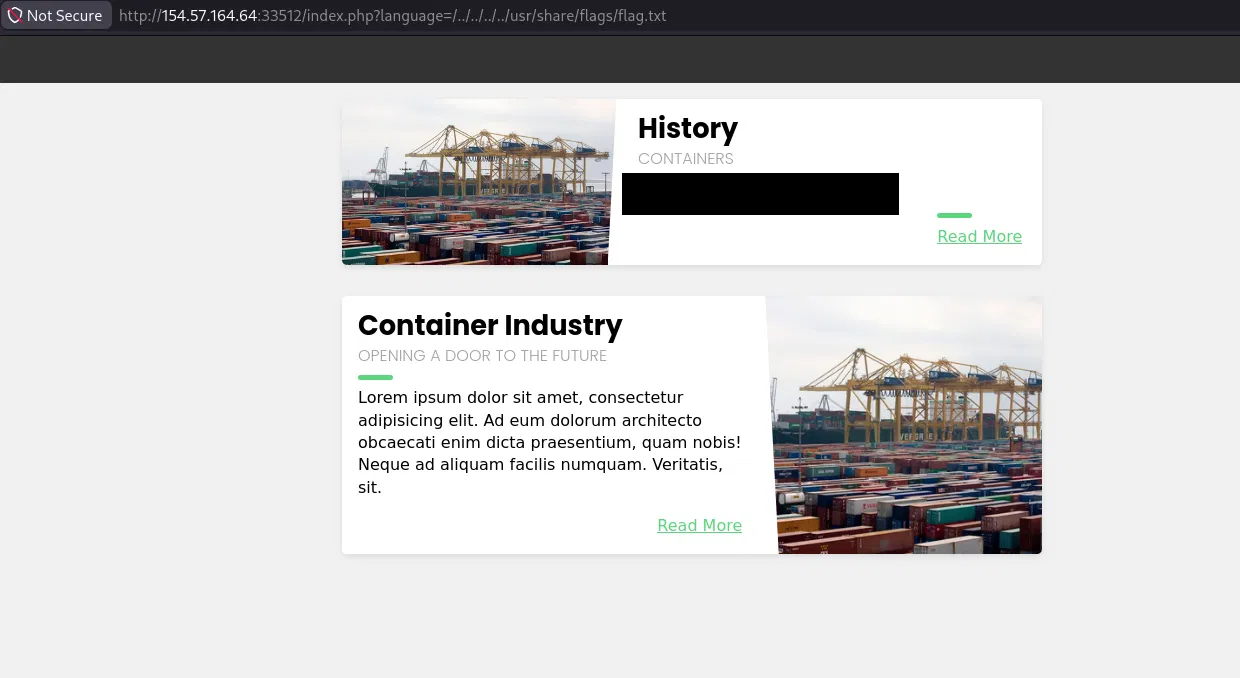 Not Secure http://154.57.164.64:33512/index.php?language=/../../../../usr/share/flags/flag.txt
History
CONTAINERS
Read More
Container Industry
OPENING A DOOR TO THE FUTURE
Lorem ipsum dolor sit amet, consectetur
adipisicing elit. Ad eum dolorum architecto
obcaecati enim dicta praesentium, quam nobis!
Neque ad aliquam facilis numquam. Veritatis,
sit.
Read More